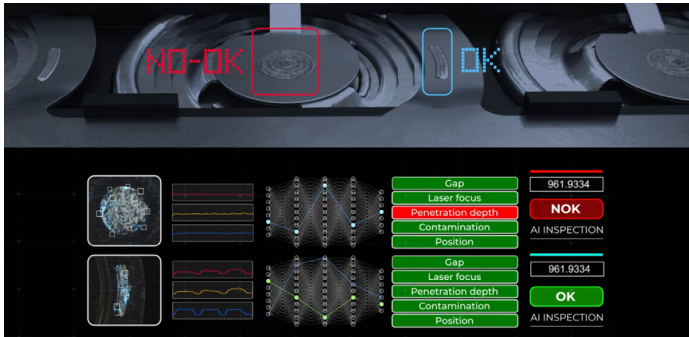 NO-OK
OK
Gap
Laser focus
Penetration depth
Contamination
Position
961.9334
NOK
AI INSPECTION
Gap
Laser focus
Penetration depth
Contamination
Position
961.9334
OK
AI INSPECTION